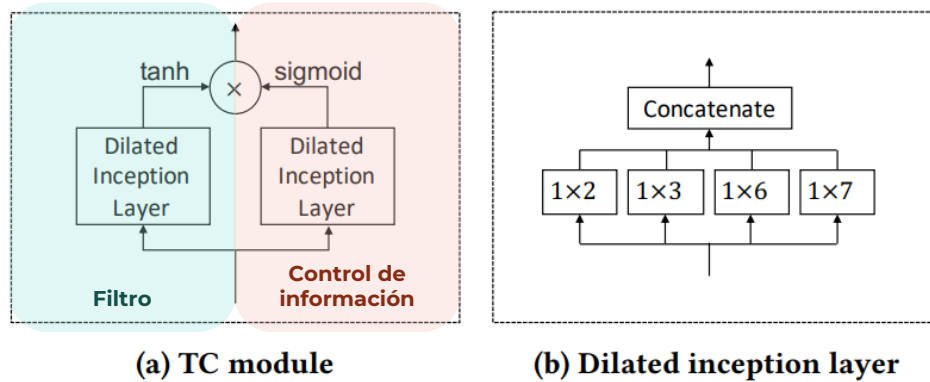 tanh
sigmoid
×
Dilated
Inception
Layer
Dilated
Inception
Layer
Filtro
Control de
información
(a) TC module
Concatenate
1×2
1×3
1×6
1×7
(b) Dilated inception layer